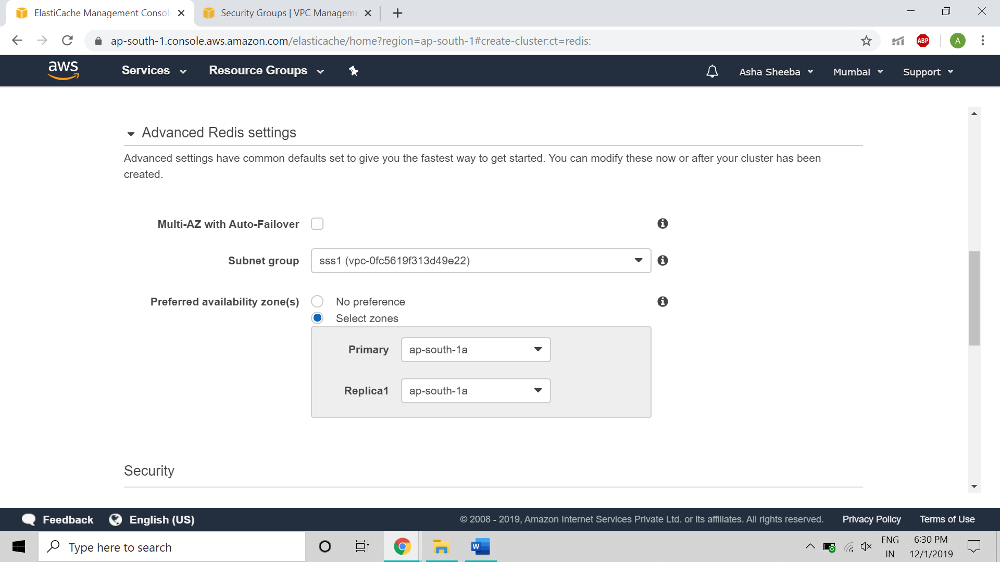 ElastiCache Management Consol
Security Groups | VPC Managem
ap-south-1.console.aws.amazon.com/elasticache/home?region=ap-south-1#create-cluster:ct=redis:
ABP
A
aws
Services
Resource Groups
Asha Sheeba
Mumbai
Support
Advanced Redis settings
Advanced settings have common defaults set to give you the fastest way to get started. You can modify these now or after your cluster has been
created.
Multi-AZ with Auto-Failover
Subnet group
sss1 (vpc-0fc5619f313d49e22)
Preferred availability zone(s)
No preference
Select zones
Primary
ap-south-1a
Replica1
ap-south-1a
Security
Feedback
English (US)
© 2008 - 2019, Amazon Internet Services Private Ltd. or its affiliates. All rights reserved.
Privacy Policy
Terms of Use
Type here to search
W
ENG
IN
6:30 PM
12/1/2019